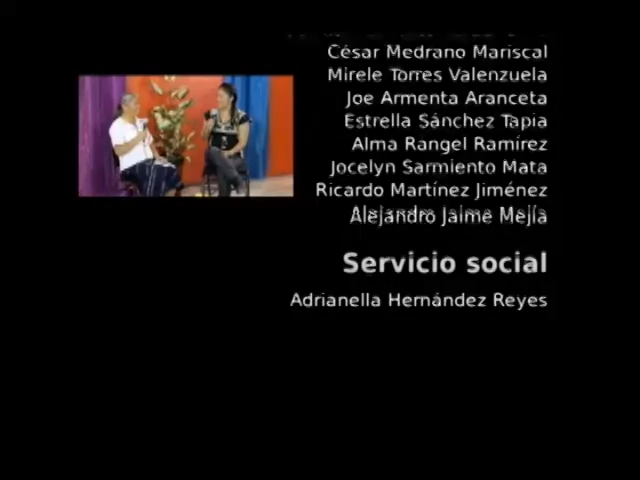 César Medrano Mariscal
Mirele Torres Valenzuela
Joe Armenta Aranceta
Estrella Sánchez Tapia
Alma Rangel Ramírez
Jocelyn Sarmiento Mata
Ricardo Martínez Jiménez
Alejandro Jaime Mejía
Servicio social
Adrianella Hernández Reyes